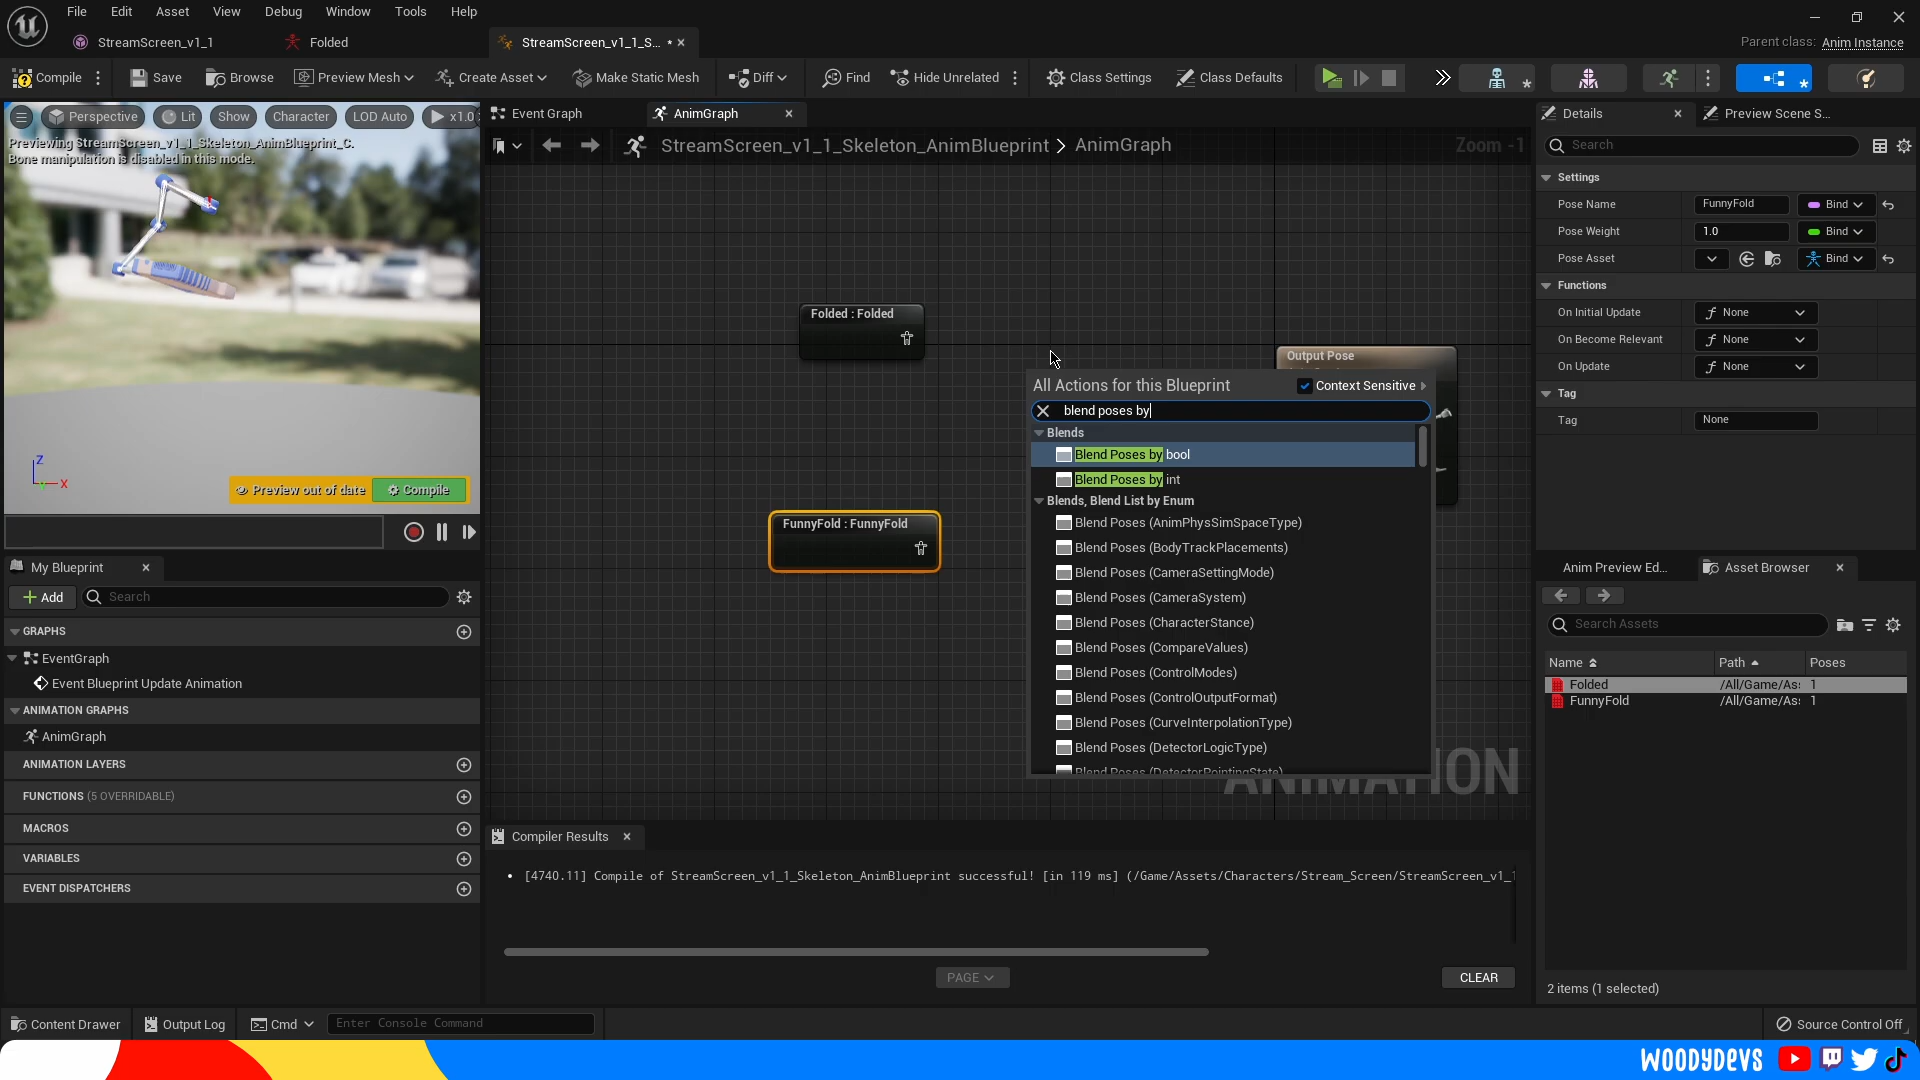 File Edit Asset View Debug Window Tools Help
StreamScreen_v1_1 Folded StreamScreen_v1_1_S... *
Parent class: Anim Instance
Compile Save Browse Preview Mesh Create Asset Make Static Mesh Diff Find Hide Unrelated Class Settings Class Defaults
Perspective Lit Show Character LOD Auto x1.0
Previewing StreamScreen_v1_1_Skeleton_AnimBlueprint_C.
Bone manipulation is disabled in this mode.
Z
X
Preview out of date Compile
My Blueprint
Add Search
GRAPHS
EventGraph
Event Blueprint Update Animation
ANIMATION GRAPHS
AnimGraph
ANIMATION LAYERS
FUNCTIONS (5 OVERRIDABLE)
MACROS
VARIABLES
EVENT DISPATCHERS
Event Graph AnimGraph
StreamScreen_v1_1_Skeleton_AnimBlueprint > AnimGraph Zoom -1
Folded : Folded
FunnyFold : FunnyFold
Output Pose
All Actions for this Blueprint Context Sensitive
blend poses by
Blends
Blend Poses by bool
Blend Poses by int
Blends, Blend List by Enum
Blend Poses (AnimPhysSimSpaceType)
Blend Poses (BodyTrackPlacements)
Blend Poses (CameraSettingMode)
Blend Poses (CameraSystem)
Blend Poses (CharacterStance)
Blend Poses (CompareValues)
Blend Poses (ControlModes)
Blend Poses (ControlOutputFormat)
Blend Poses (CurveInterpolationType)
Blend Poses (DetectorLogicType)
Blend Poses (DetectorPointingState)
ANIMATION
Compiler Results
[4740.11] Compile of StreamScreen_v1_1_Skeleton_AnimBlueprint successful! [in 119 ms] (/Game/Assets/Characters/Stream_Screen/StreamScreen_v1_1
PAGE CLEAR
Details Preview Scene S...
Search
Settings
Pose Name FunnyFold Bind
Pose Weight 1.0 Bind
Pose Asset Bind
Functions
On Initial Update None
On Become Relevant None
On Update None
Tag
Tag None
Anim Preview Ed... Asset Browser
Search Assets
Name Path Poses
Folded /All/Game/As: 1
FunnyFold /All/Game/As: 1
2 items (1 selected)
Content Drawer Output Log Cmd Enter Console Command Source Control Off
WOODYDEVS